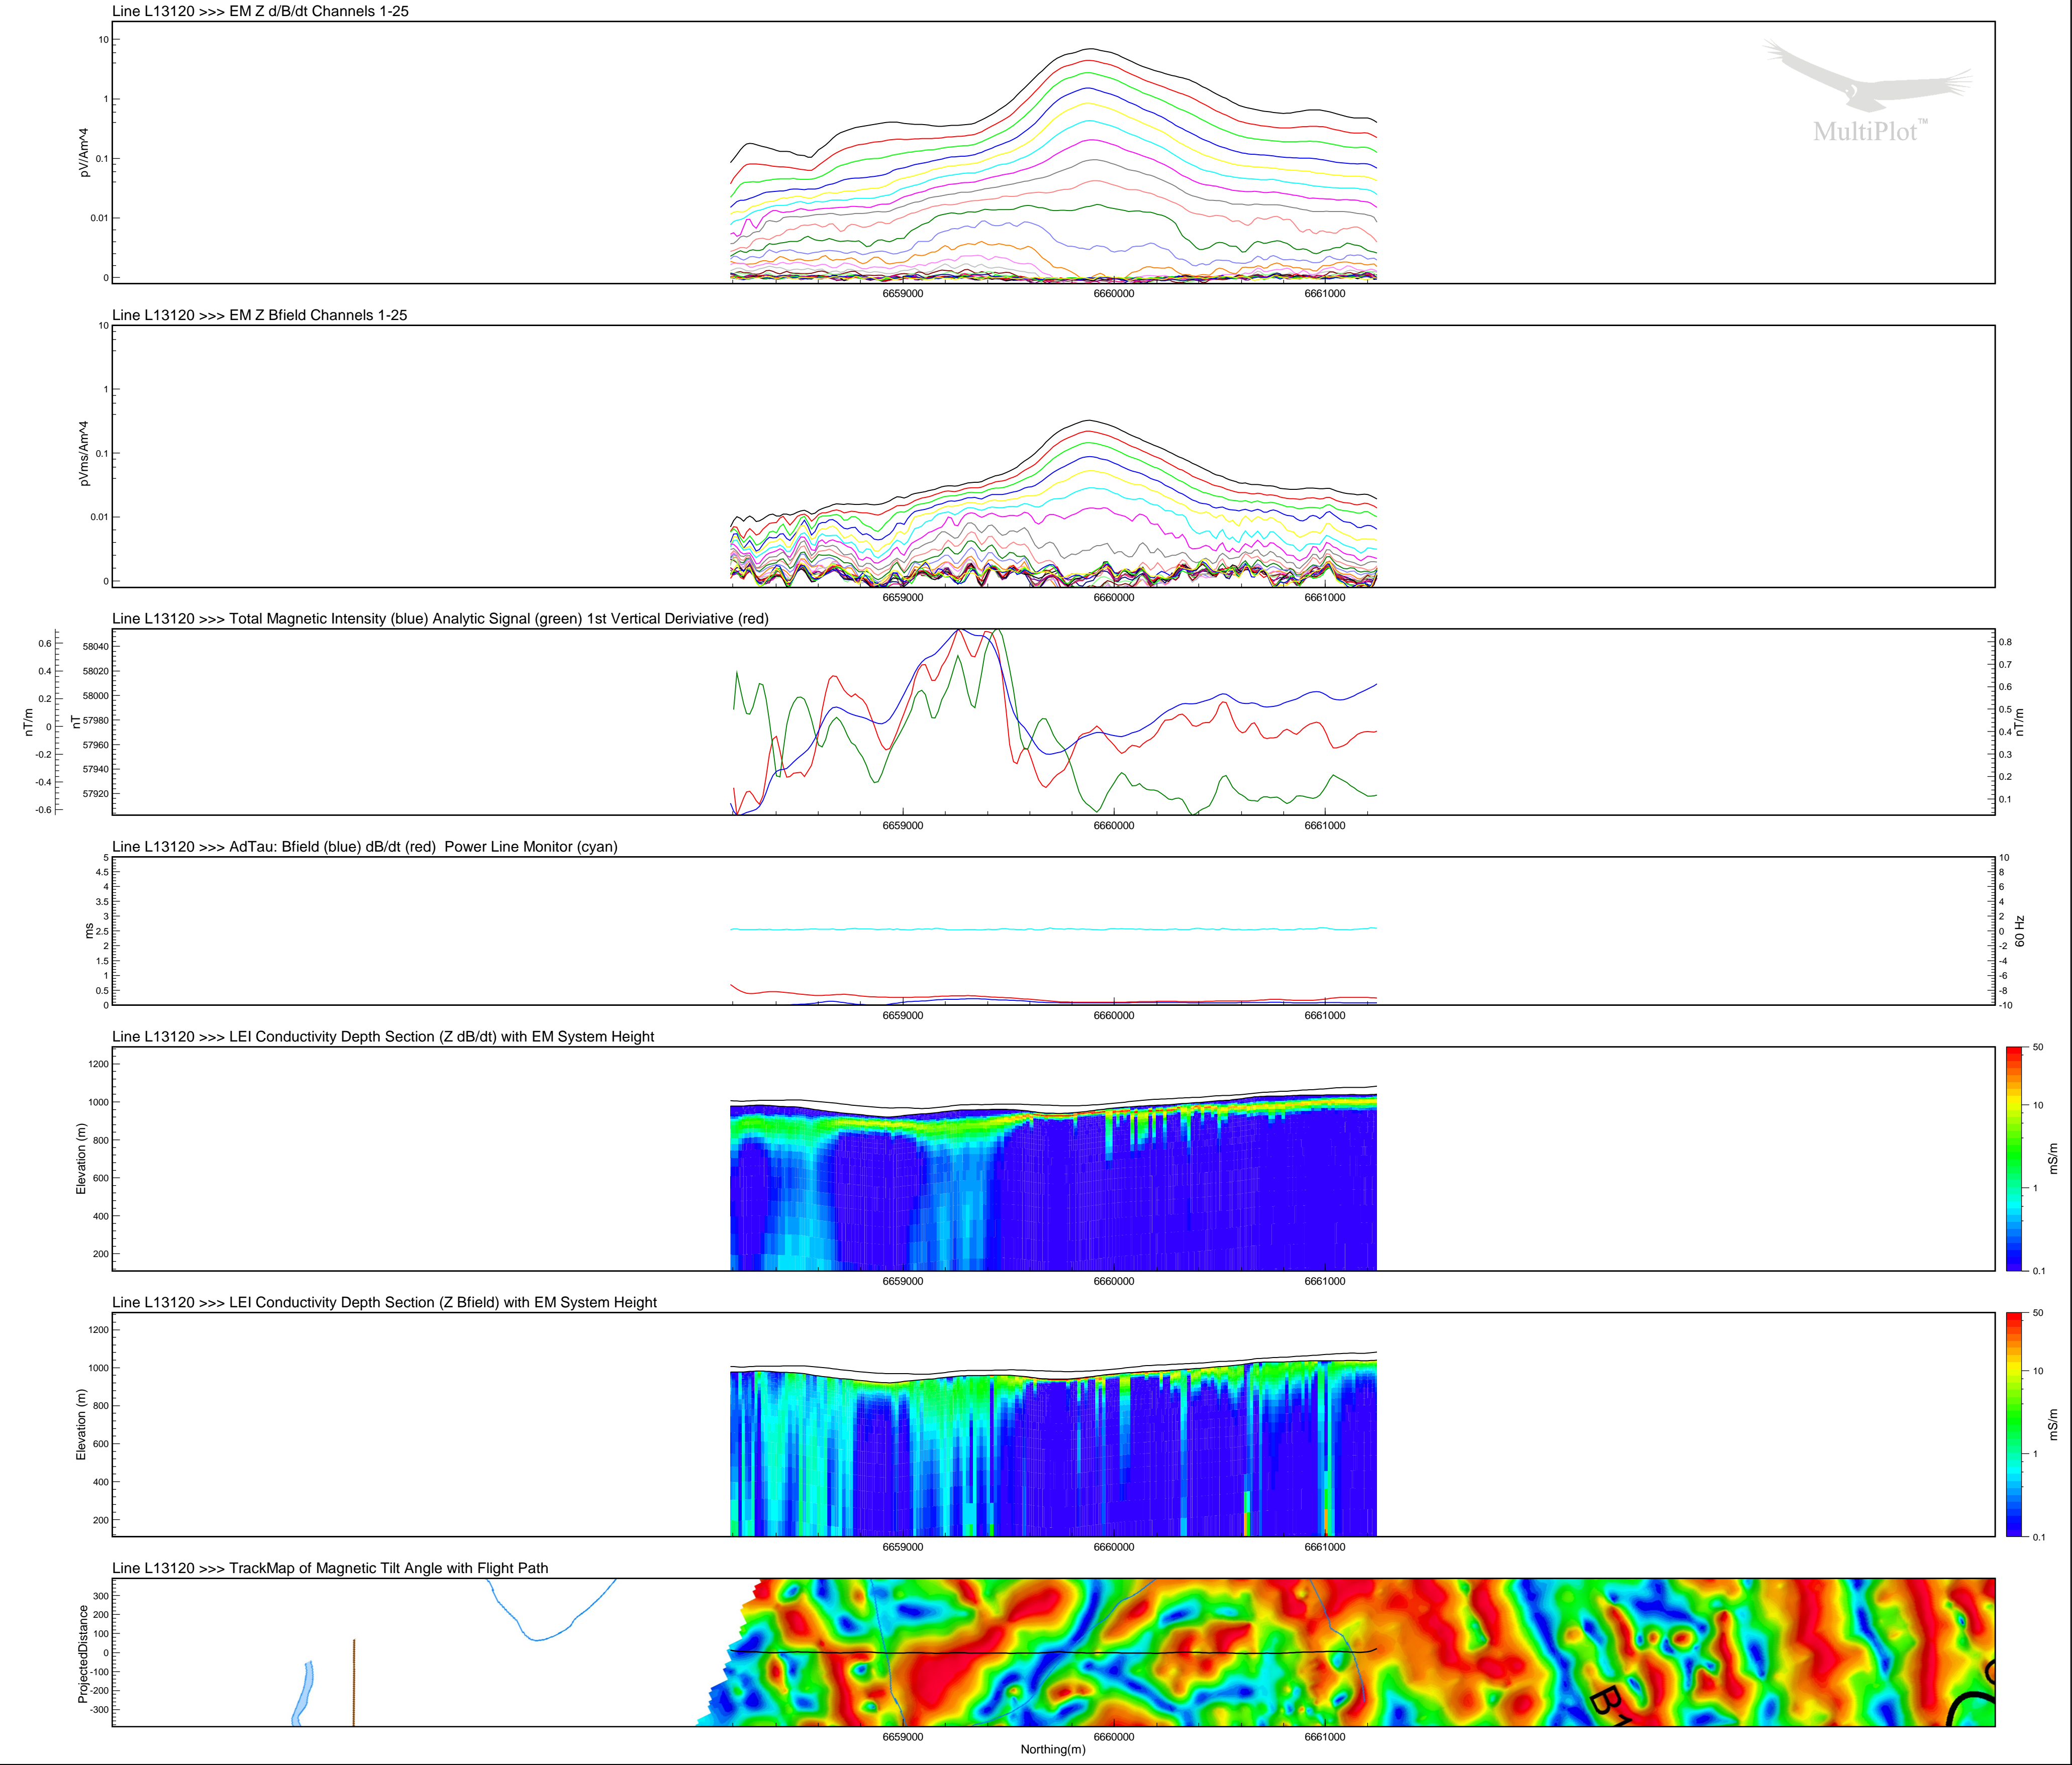 Line L13120 >>> EM Z d/B/dt Channels 1-25
10
1
0.1
0.01
0
pV/Am^4
MultiPlot™
6659000 6660000 6661000
Line L13120 >>> EM Z Bfield Channels 1-25
10
1
0.1
0.01
0
pVms/Am^4
6659000 6660000 6661000
Line L13120 >>> Total Magnetic Intensity (blue) Analytic Signal (green) 1st Vertical Deriviative (red)
0.6
0.4
0.2
0
-0.2
-0.4
-0.6
nT/m
58040
58020
58000
57980
57960
57940
57920
nT
0.8
0.7
0.6
0.5
0.4
0.3
0.2
0.1
nT/m
6659000 6660000 6661000
Line L13120 >>> AdTau: Bfield (blue) dB/dt (red)  Power Line Monitor (cyan)
5
4.5
4
3.5
3
2.5
2
1.5
1
0.5
0
ms
10
8
6
4
2
0
-2
-4
-6
-8
-10
60 Hz
6659000 6660000 6661000
Line L13120 >>> LEI Conductivity Depth Section (Z dB/dt) with EM System Height
1200
1000
800
600
400
200
Elevation (m)
50
10
1
0.1
mS/m
6659000 6660000 6661000
Line L13120 >>> LEI Conductivity Depth Section (Z Bfield) with EM System Height
1200
1000
800
600
400
200
Elevation (m)
50
10
1
0.1
mS/m
6659000 6660000 6661000
Line L13120 >>> TrackMap of Magnetic Tilt Angle with Flight Path
300
200
100
0
-100
-200
-300
ProjectedDistance
6659000 6660000 6661000
Northing(m)